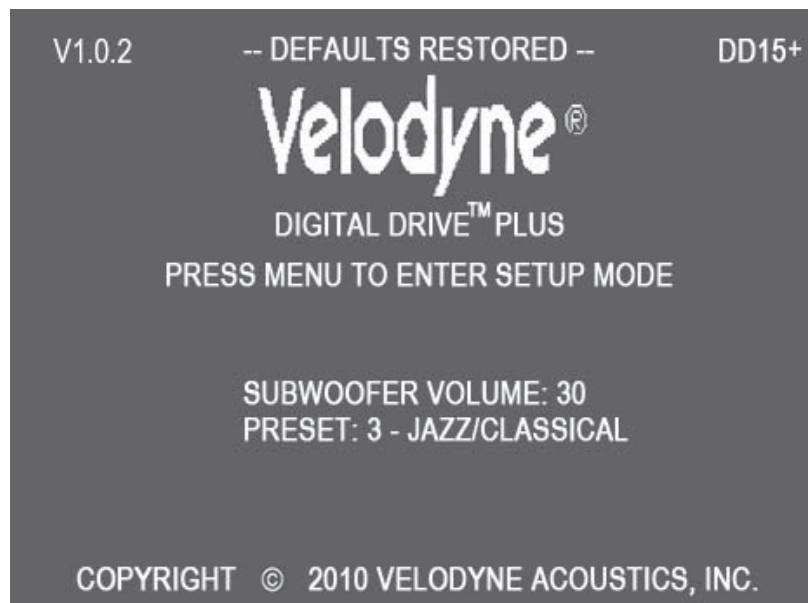 V1.0.2 -- DEFAULTS RESTORED -- DD15+
Velodyne ®
DIGITAL DRIVE™ PLUS
PRESS MENU TO ENTER SETUP MODE
SUBWOOFER VOLUME: 30
PRESET: 3 - JAZZ/CLASSICAL
COPYRIGHT © 2010 VELODYNE ACOUSTICS, INC.